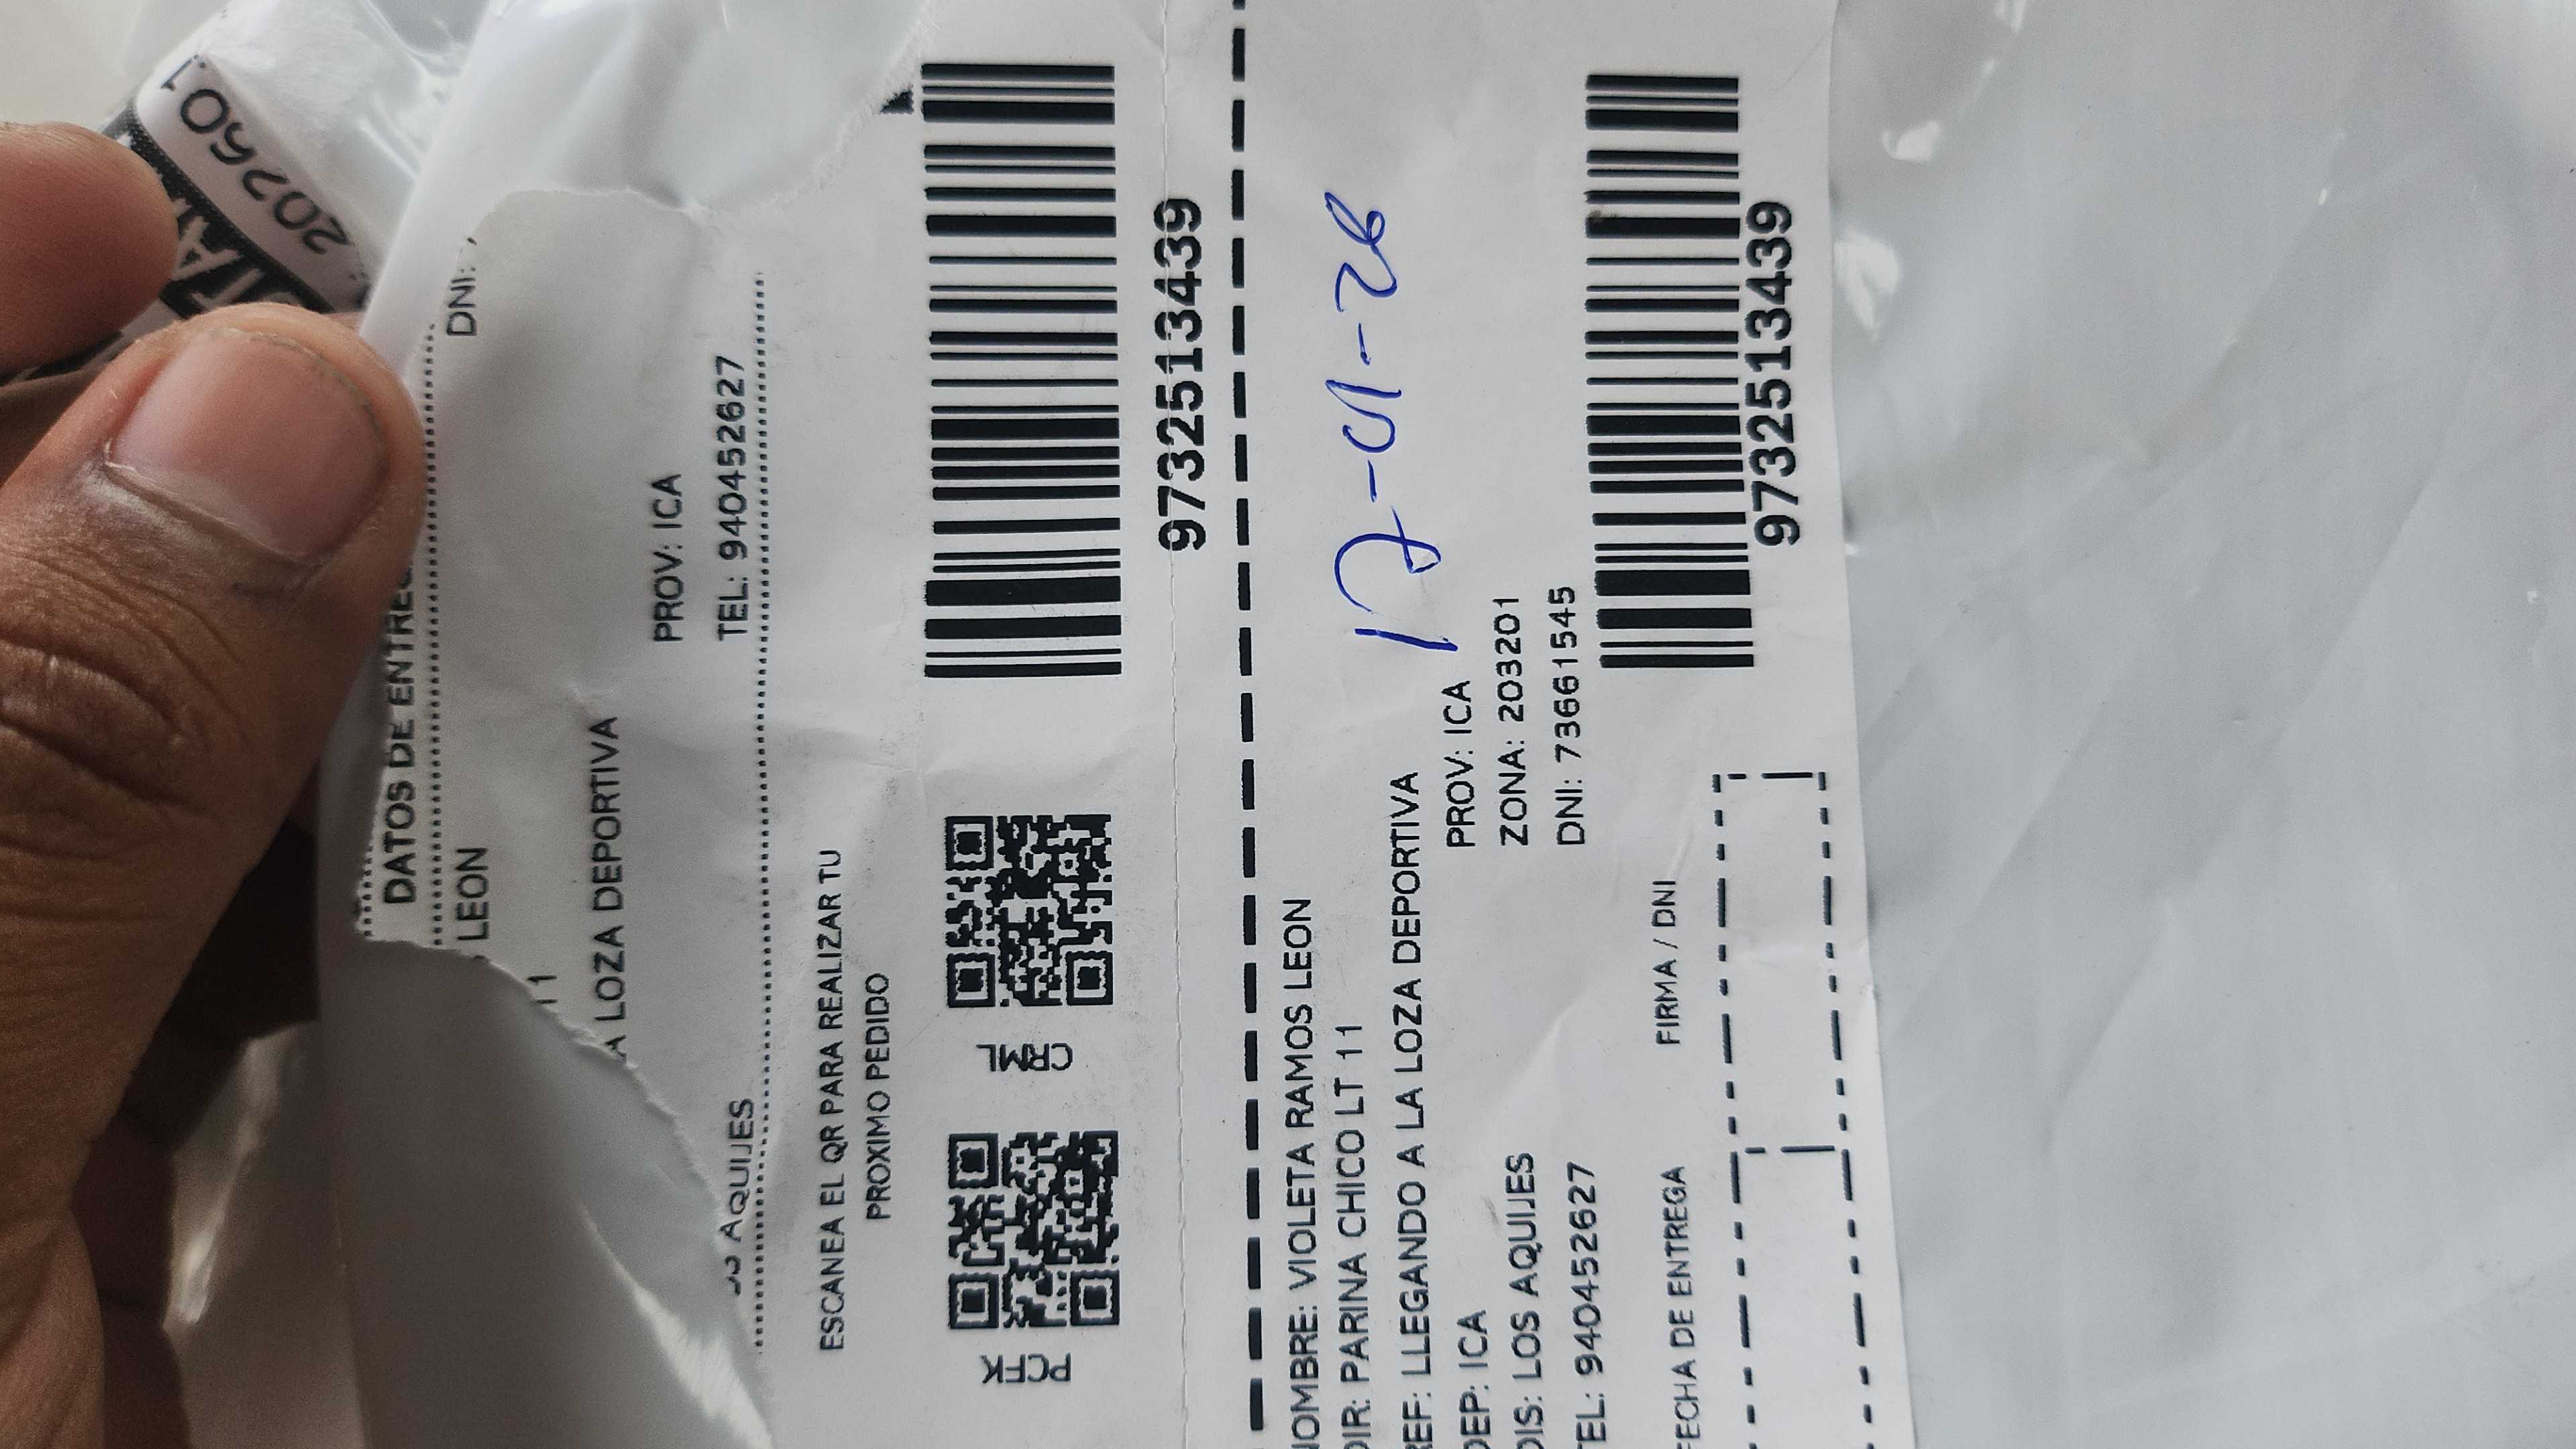 202601
DATOS DE ENTREG
LEON
DNI:
11
A LOZA DEPORTIVA
PROV: ICA
AQUIJES
TEL: 940452627
ESCANEA EL QR PARA REALIZAR TU
PROXIMO PEDIDO
PCFK
9732513439
12-01-26
NOMBRE: VIOLETA RAMOS LEON
DIR: PARINA CHICO LT 11
REF: LLEGANDO A LA LOZA DEPORTIVA
DEP: ICA
PROV: ICA
DIS: LOS AQUIJES
ZONA: 203201
TEL: 940452627
DNI: 73661545
9732513439
FECHA DE ENTREGA
FIRMA / DNI